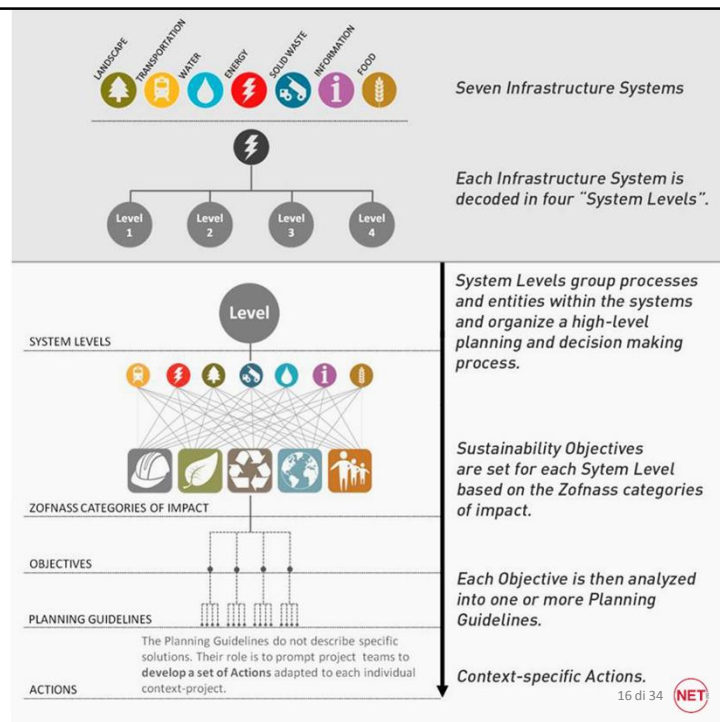 LANDSCAPE
TRANSPORTATION
WATER
ENERGY
SOLID WASTE
INFORMATION
FOOD
Seven Infrastructure Systems
Each Infrastructure System is
decoded in four "System Levels".
Level
1
Level
2
Level
3
Level
4
System Levels group processes
and entities within the systems
and organize a high-level
planning and decision making
process.
Level
SYSTEM LEVELS
Sustainability Objectives
are set for each Sytem Level
based on the Zofnass categories
of impact.
ZOFNASS CATEGORIES OF IMPACT
OBJECTIVES
Each Objective is then analyzed
into one or more Planning
Guidelines.
PLANNING GUIDELINES
The Planning Guidelines do not describe specific
solutions. Their role is to prompt project teams to
develop a set of Actions adapted to each individual
context-project.
Context-specific Actions.
ACTIONS
16 di 34
NET